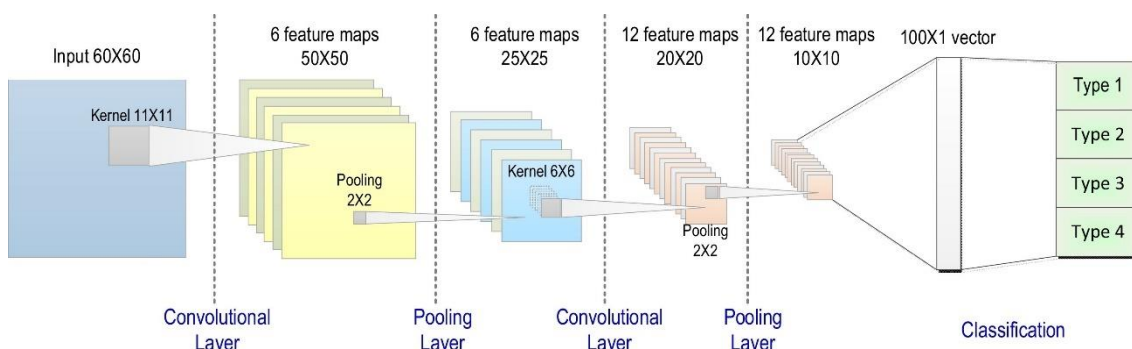 Input 60X60
Kernel 11X11
6 feature maps
50X50
Pooling
2X2
6 feature maps
25X25
Kernel 6X6
12 feature maps
20X20
Pooling
2X2
12 feature maps
10X10
100X1 vector
Type 1
Type 2
Type 3
Type 4
Convolutional
Layer
Pooling
Layer
Convolutional
Layer
Pooling
Layer
Classification